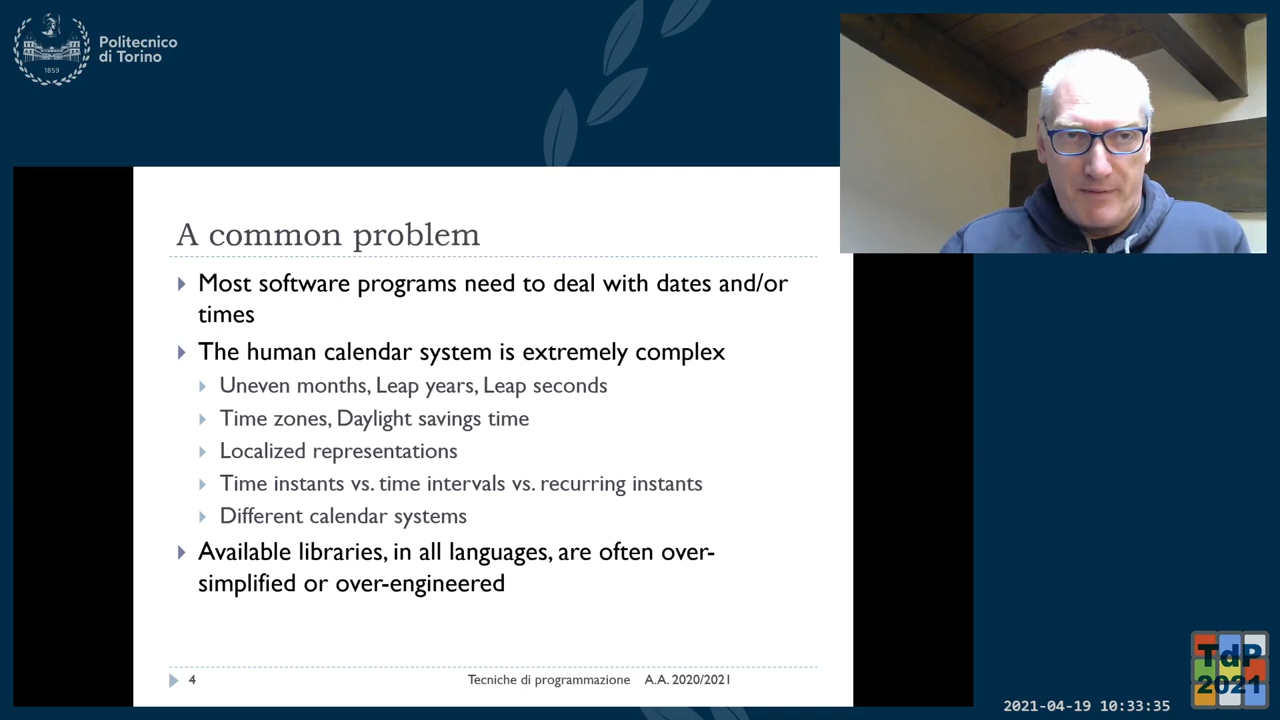 Politecnico
di Torino
1859
A common problem
Most software programs need to deal with dates and/or
times
The human calendar system is extremely complex
Uneven months, Leap years, Leap seconds
Time zones, Daylight savings time
Localized representations
Time instants vs. time intervals vs. recurring instants
Different calendar systems
Available libraries, in all languages, are often over-
simplified or over-engineered
4
Tecniche di programmazione A.A. 2020/2021
TdP
2021
2021-04-19 10:33:35